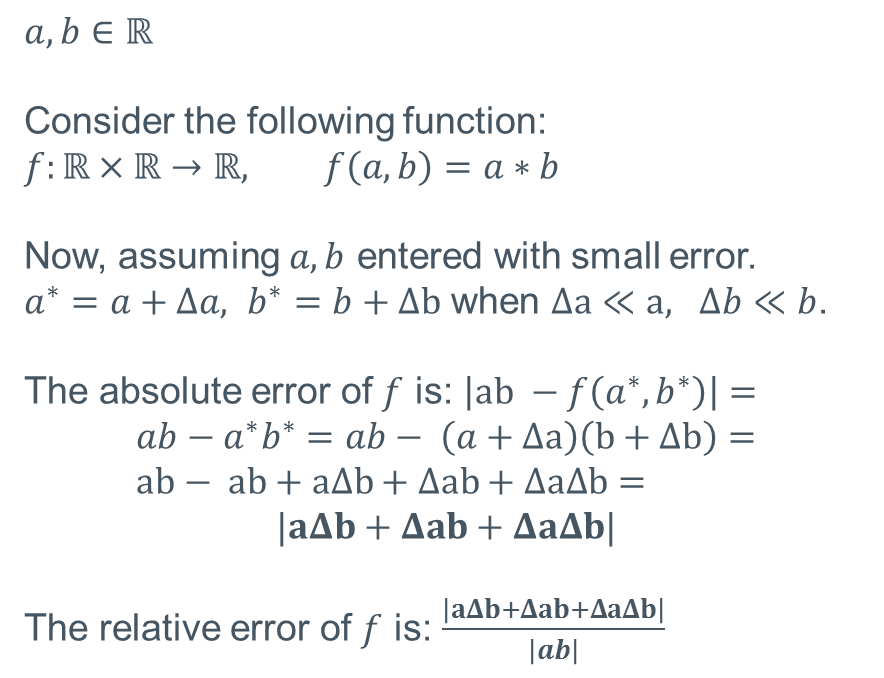 a, b ∈ ℝ
Consider the following function:
f: ℝ × ℝ → ℝ, f(a, b) = a ∗ b
Now, assuming a, b entered with small error.
a* = a + Δa, b* = b + Δb when Δa ≪ a, Δb ≪ b.
The absolute error of f is: |ab − f(a*, b*)| =
ab − a*b* = ab − (a + Δa)(b + Δb) =
ab − ab + aΔb + Δab + ΔaΔb =
|aΔb + Δab + ΔaΔb|
The relative error of f is: |aΔb+Δab+ΔaΔb|
|ab|